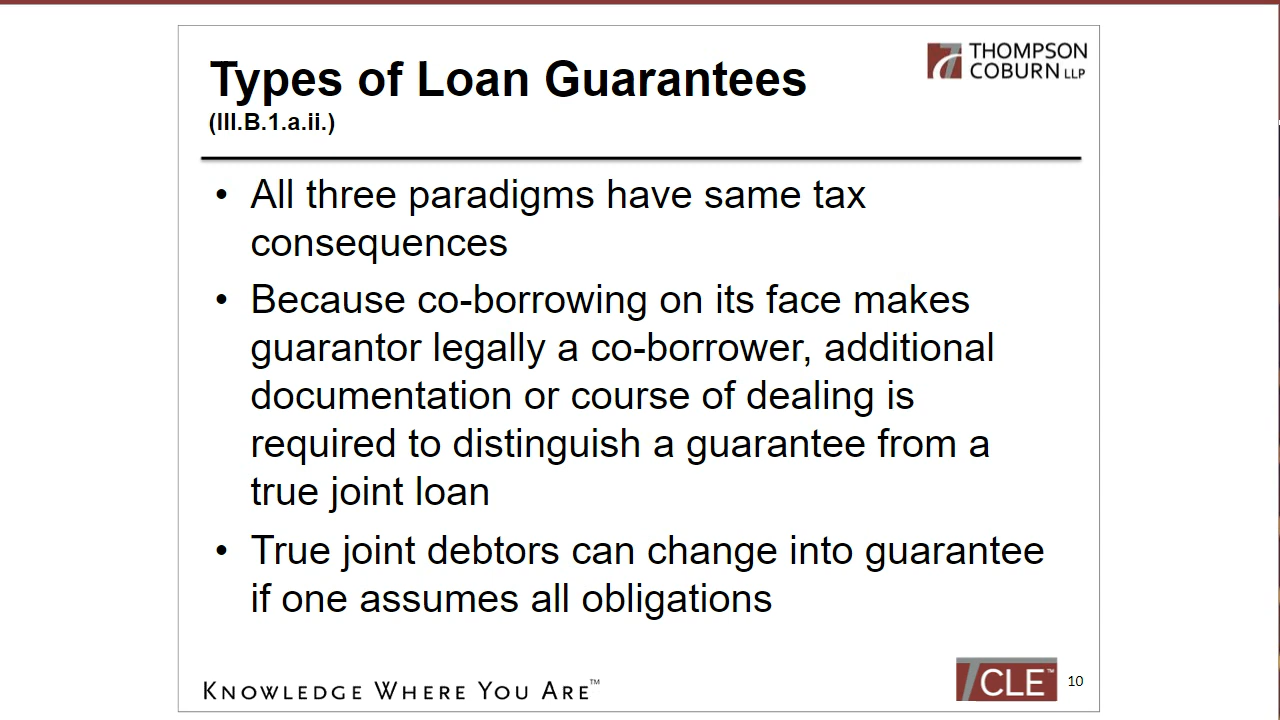 Types of Loan Guarantees
(III.B.1.a.ii.)
THOMPSON
COBURN LLP
• All three paradigms have same tax
consequences
• Because co-borrowing on its face makes
guarantor legally a co-borrower, additional
documentation or course of dealing is
required to distinguish a guarantee from a
true joint loan
• True joint debtors can change into guarantee
if one assumes all obligations
KNOWLEDGE WHERE YOU ARE™
TCLE™
10